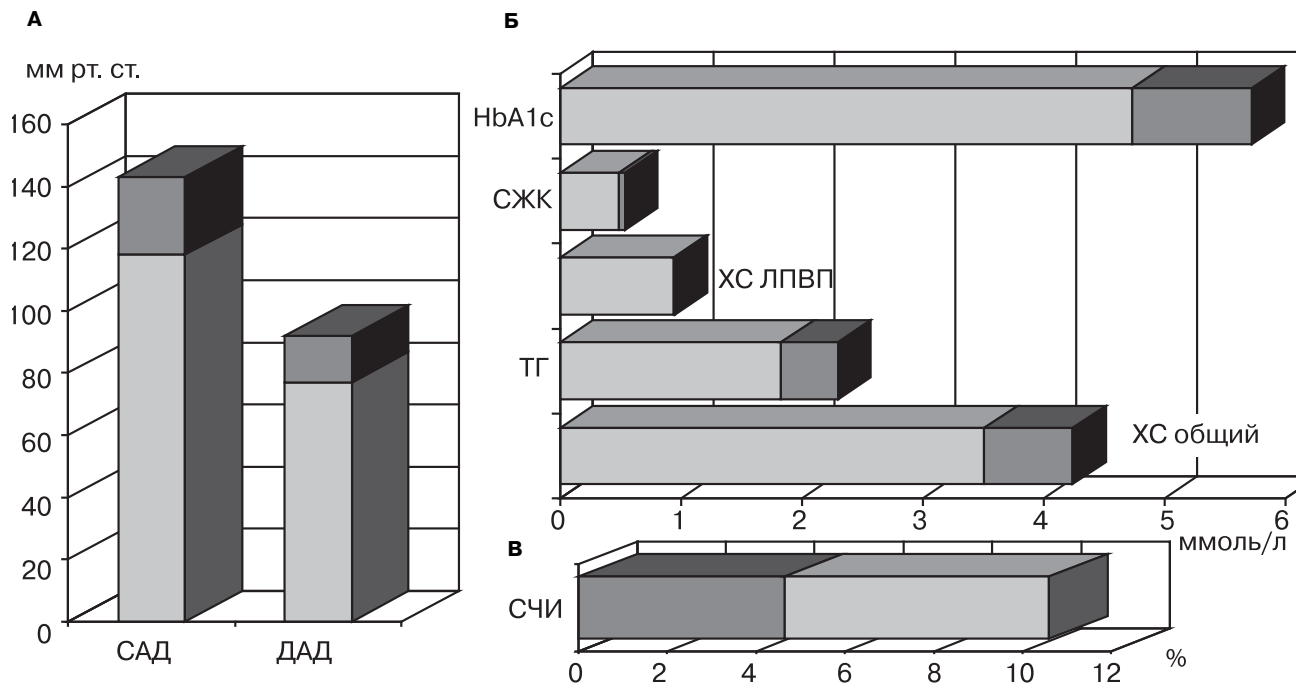 А
мм рт. ст.
160
140
120
100
80
60
40
20
0
САД ДАД
Б
HbA1c
СЖК
ХС ЛПВП
ТГ
ХС общий
0 1 2 3 4 5 6
ммоль/л
В
СЧИ
0 2 4 6 8 10 12 %